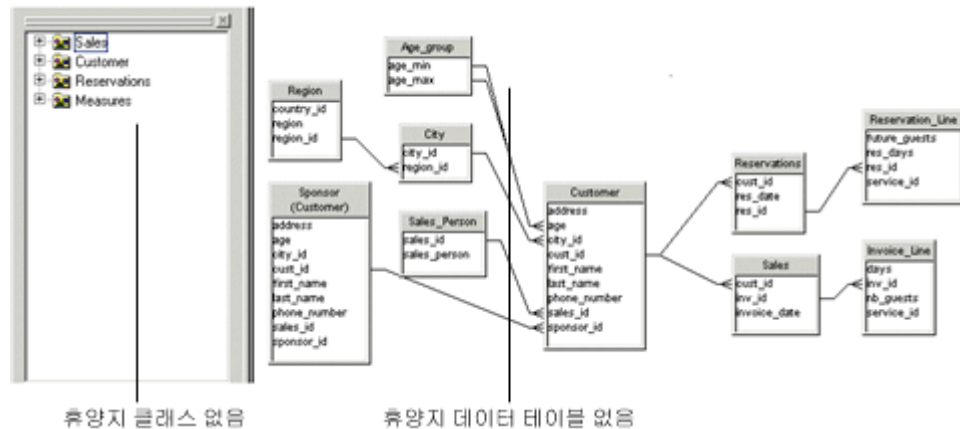 Sales
Customer
Reservations
Measures
Age_group
age_min
age_max
Region
country_id
region
region_id
City
city_id
region_id
Sponsor
(Customer)
address
age
city_id
cust_id
first_name
last_name
phone_number
sales_id
sponsor_id
Sales_Person
sales_id
sales_person
Customer
address
age
city_id
cust_id
first_name
last_name
phone_number
sales_id
sponsor_id
Reservations
cust_id
res_date
res_id
Reservation_Line
future_guests
res_days
res_id
service_id
Sales
cust_id
inv_id
invoice_date
Invoice_Line
days
inv_id
nb_guests
service_id
휴양지 클래스 없음
휴양지 데이터 테이블 없음